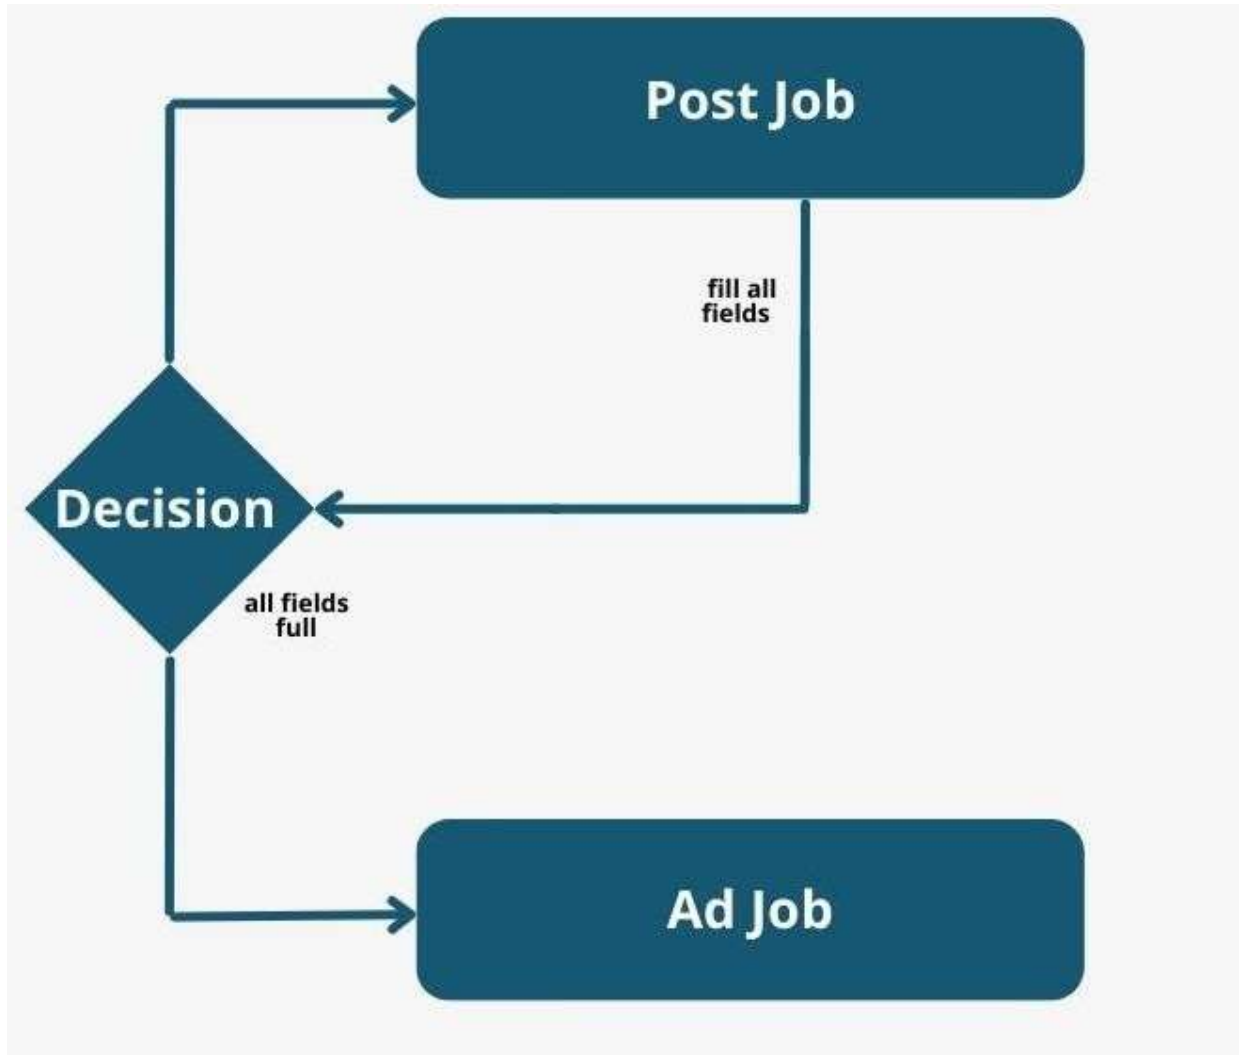 Post Job
fill all
fields
Decision
all fields
full
Ad Job